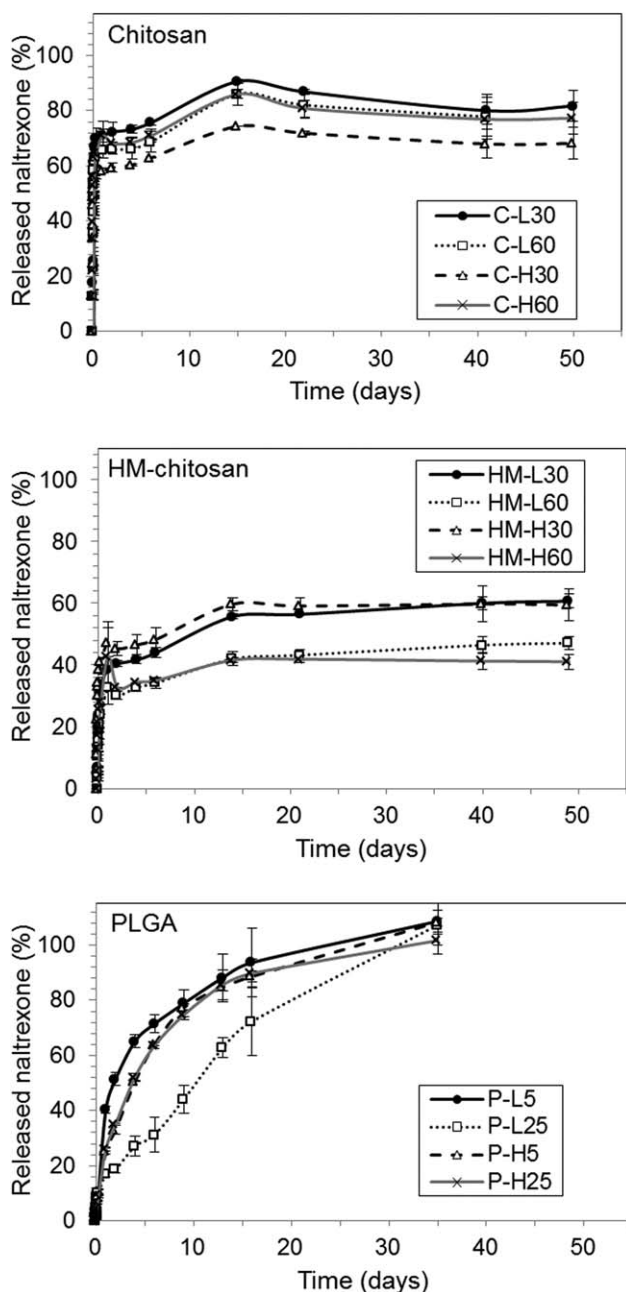 Chitosan
Released naltrexone (%)
100
80
60
40
20
0
C-L30
C-L60
C-H30
C-H60
0 10 20 30 40 50
Time (days)
HM-chitosan
Released naltrexone (%)
100
80
60
40
20
0
HM-L30
HM-L60
HM-H30
HM-H60
0 10 20 30 40 50
Time (days)
PLGA
Released naltrexone (%)
100
80
60
40
20
0
P-L5
P-L25
P-H5
P-H25
0 10 20 30 40 50
Time (days)